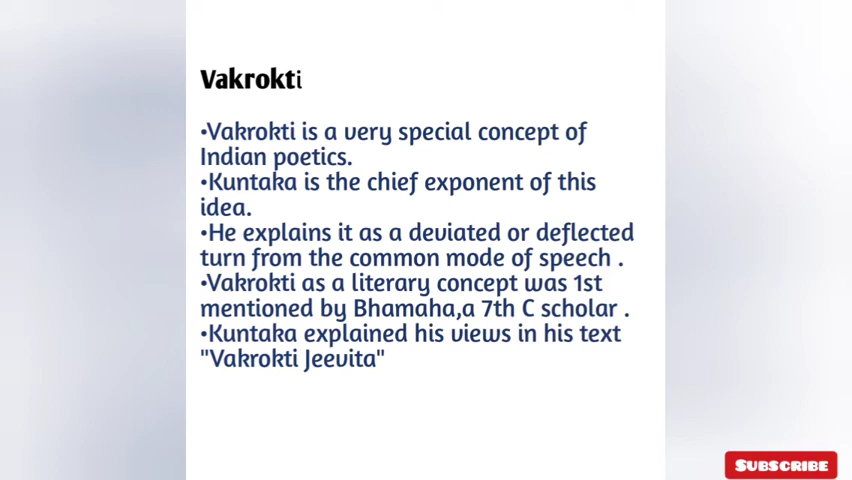 Vakrokti
•Vakrokti is a very special concept of
Indian poetics.
•Kuntaka is the chief exponent of this
idea.
•He explains it as a deviated or deflected
turn from the common mode of speech .
•Vakrokti as a literary concept was 1st
mentioned by Bhamaha,a 7th C scholar .
•Kuntaka explained his views in his text
"Vakrokti Jeevita"
SUBSCRIBE